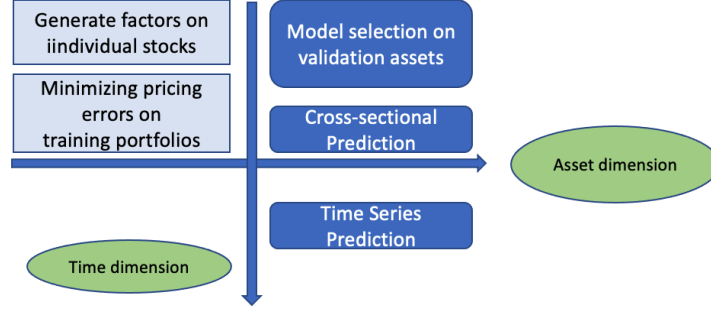 Generate factors on
iindividual stocks
Minimizing pricing
errors on
training portfolios
Model selection on
validation assets
Cross-sectional
Prediction
Asset dimension
Time Series
Prediction
Time dimension